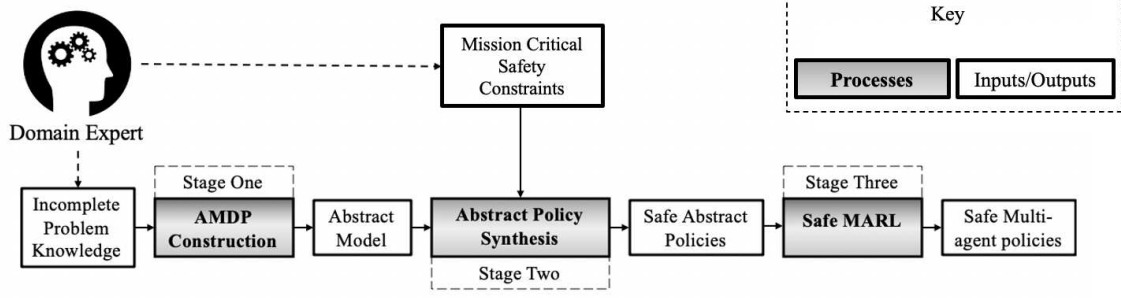 Key
Processes
Inputs/Outputs
Mission Critical
Safety
Constraints
Domain Expert
Incomplete
Problem
Knowledge
Stage One
AMDP
Construction
Abstract
Model
Abstract Policy
Synthesis
Stage Two
Safe Abstract
Policies
Stage Three
Safe MARL
Safe Multi-
agent policies